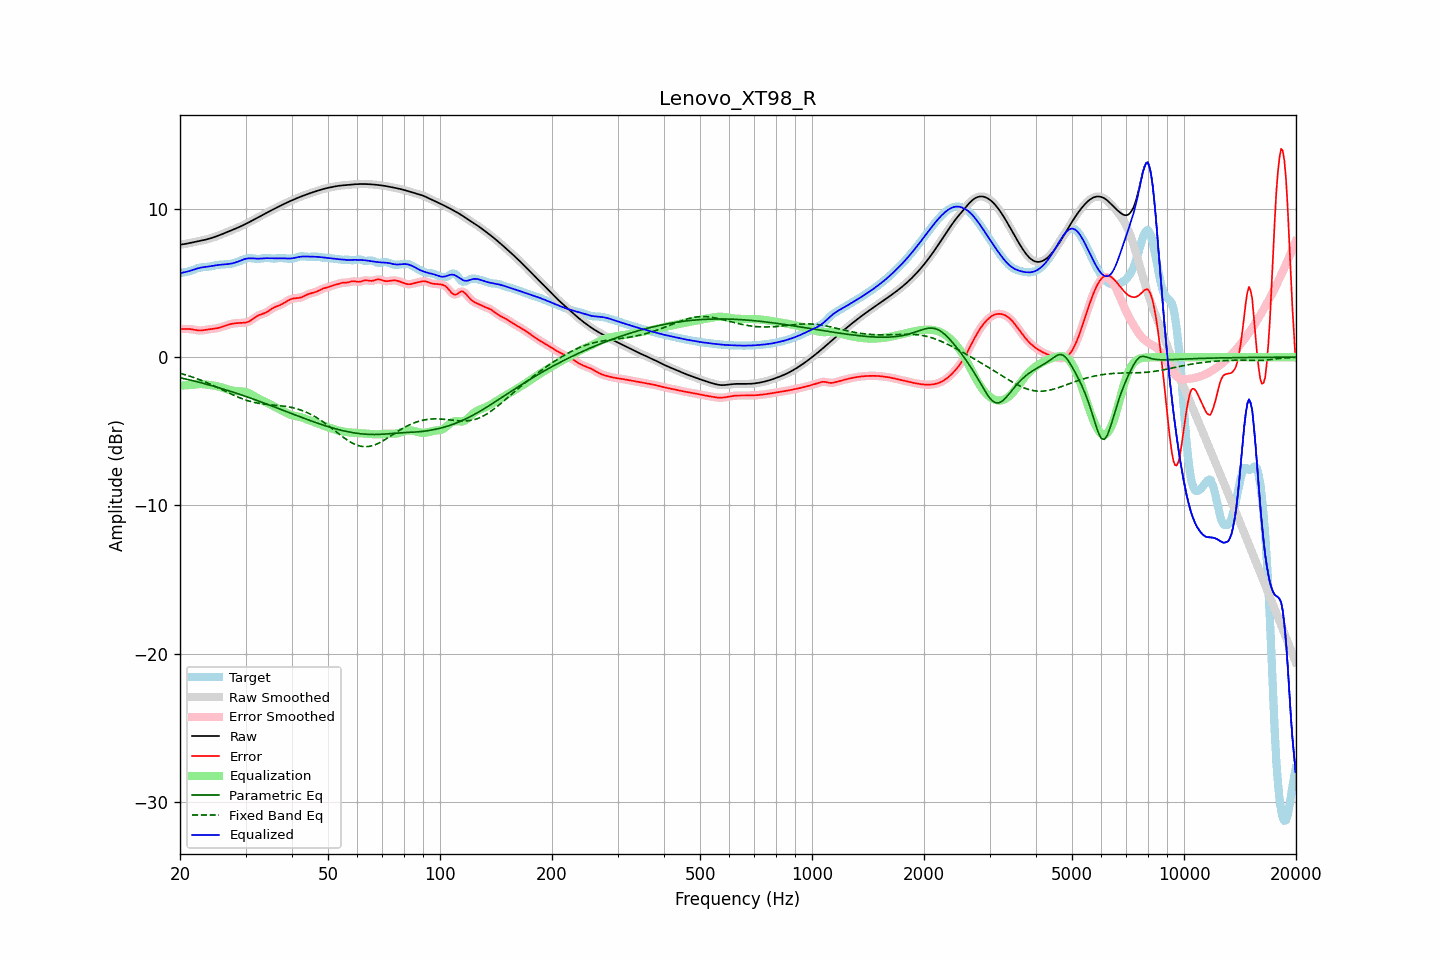 Lenovo_XT98_R
Amplitude (dBr)
10
0
−10
−20
−30
Target
Raw Smoothed
Error Smoothed
Raw
Error
Equalization
Parametric Eq
Fixed Band Eq
Equalized
20 50 100 200 500 1000 2000 5000 10000 20000
Frequency (Hz)